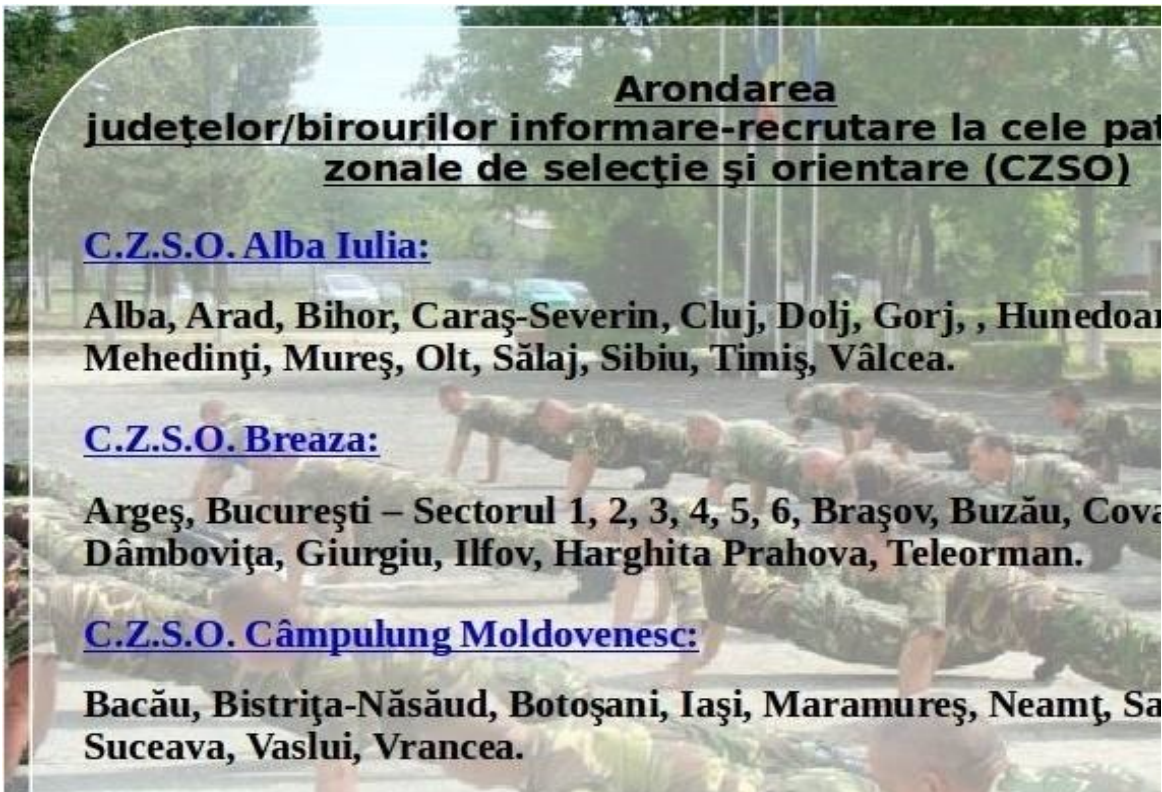 Arondarea
judeţelor/birourilor informare-recrutare la cele pat
zonale de selecţie şi orientare (CZSO)
C.Z.S.O. Alba Iulia:
Alba, Arad, Bihor, Caraş-Severin, Cluj, Dolj, Gorj, , Hunedoar
Mehedinţi, Mureş, Olt, Sălaj, Sibiu, Timiş, Vâlcea.
C.Z.S.O. Breaza:
Argeş, Bucureşti – Sectorul 1, 2, 3, 4, 5, 6, Braşov, Buzău, Cova
Dâmboviţa, Giurgiu, Ilfov, Harghita Prahova, Teleorman.
C.Z.S.O. Câmpulung Moldovenesc:
Bacău, Bistriţa-Năsăud, Botoşani, Iaşi, Maramureş, Neamţ, Sa
Suceava, Vaslui, Vrancea.